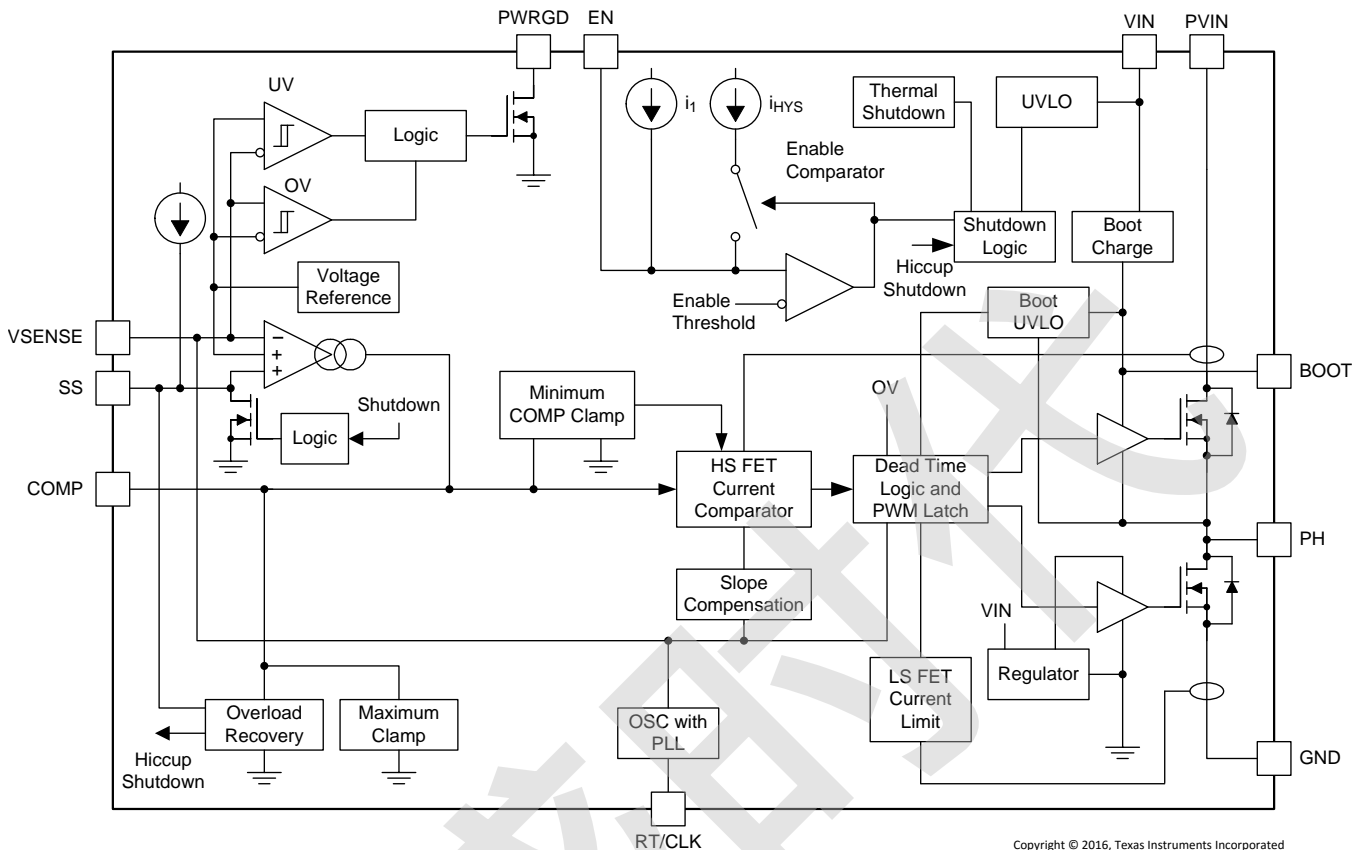 PWRGD
EN
VIN
PVIN
UV
i1
iHYS
Thermal
Shutdown
UVLO
Logic
Enable
Comparator
OV
Shutdown
Logic
Boot
Charge
Hiccup
Shutdown
Voltage
Reference
Enable
Threshold
Boot
UVLO
VSENSE
−
+
+
SS
BOOT
Shutdown
Logic
Minimum
COMP Clamp
OV
HS FET
Current
Comparator
Dead Time
Logic and
PWM Latch
COMP
PH
Slope
Compensation
VIN
Regulator
LS FET
Current
Limit
Overload
Recovery
Maximum
Clamp
OSC with
PLL
Hiccup
Shutdown
GND
RT/CLK
Copyright © 2016, Texas Instruments Incorporated
时代